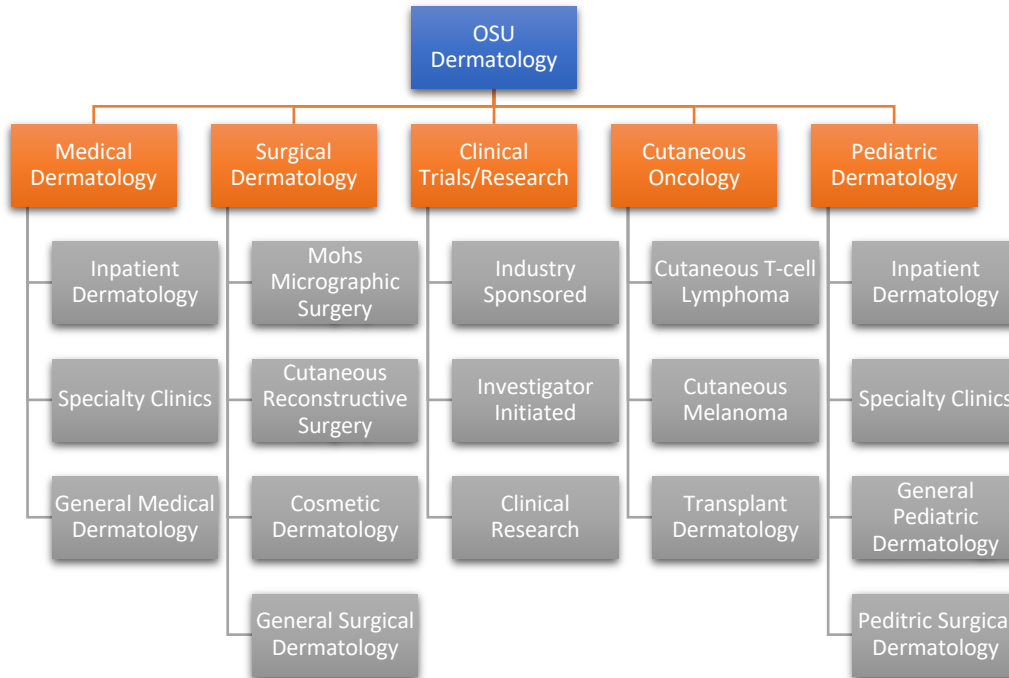 OSU
Dermatology
Medical
Dermatology
Surgical
Dermatology
Clinical
Trials/Research
Cutaneous
Oncology
Pediatric
Dermatology
Inpatient
Dermatology
Specialty Clinics
General Medical
Dermatology
Mohs
Micrographic
Surgery
Cutaneous
Reconstructive
Surgery
Cosmetic
Dermatology
General Surgical
Dermatology
Industry
Sponsored
Investigator
Initiated
Clinical
Research
Cutaneous T-cell
Lymphoma
Cutaneous
Melanoma
Transplant
Dermatology
Inpatient
Dermatology
Specialty Clinics
General
Pediatric
Dermatology
Peditric Surgical
Dermatology